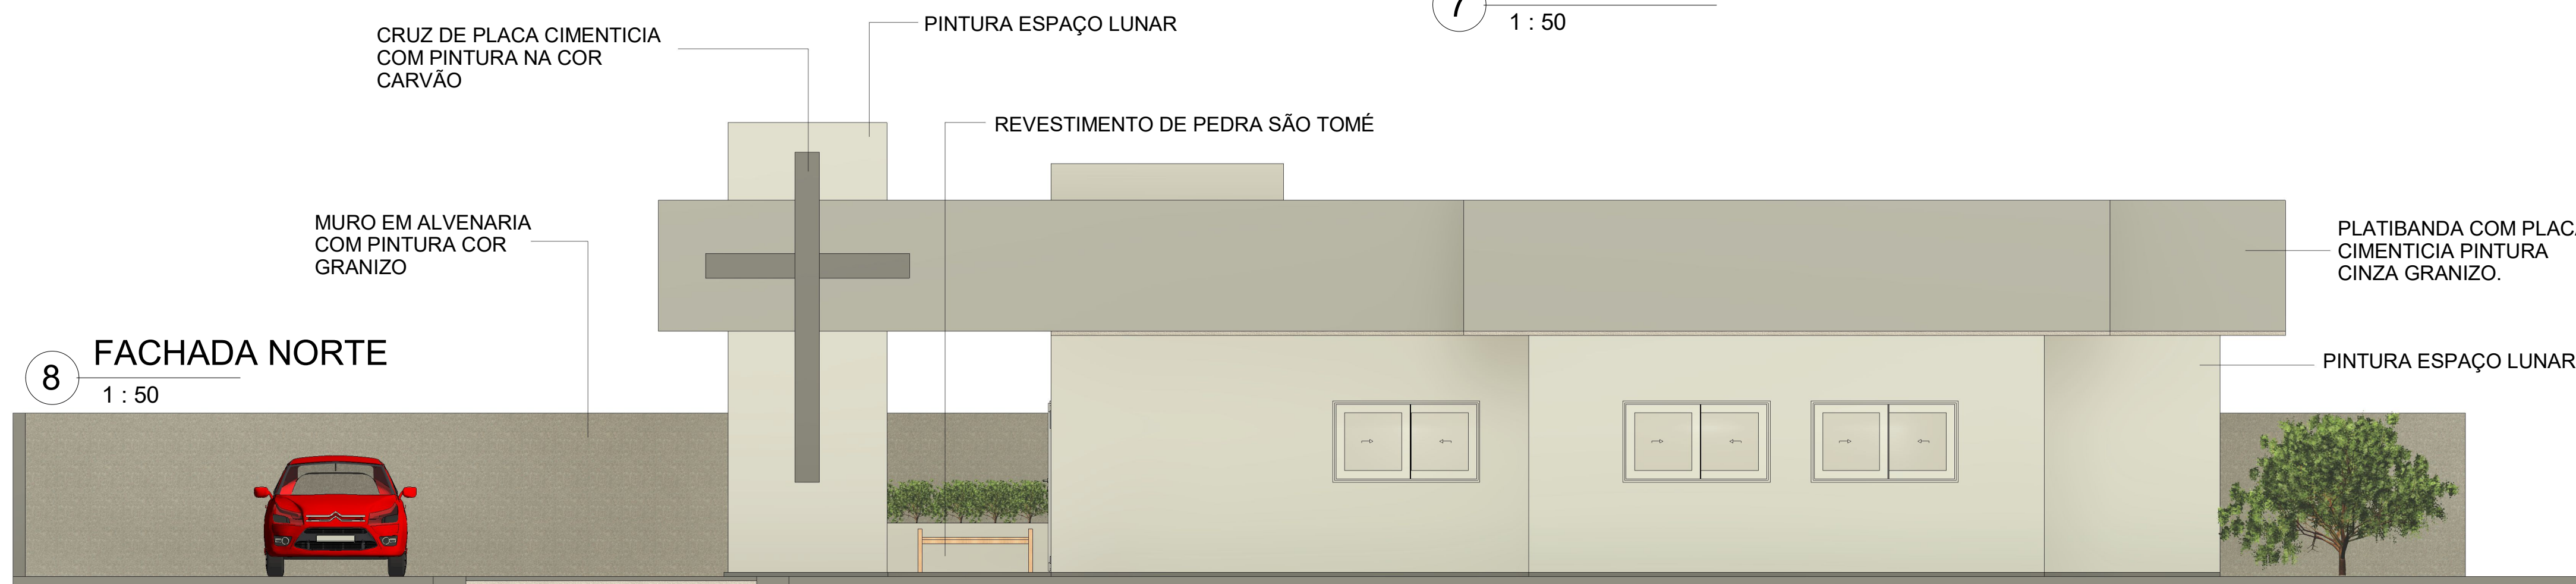 7
1 : 50
CRUZ DE PLACA CIMENTICIA
COM PINTURA NA COR
CARVÃO
PINTURA ESPAÇO LUNAR
REVESTIMENTO DE PEDRA SÃO TOMÉ
MURO EM ALVENARIA
COM PINTURA COR
GRANIZO
PLATIBANDA COM PLACA
CIMENTICIA PINTURA
CINZA GRANIZO.
PINTURA ESPAÇO LUNAR
8
FACHADA NORTE
1 : 50